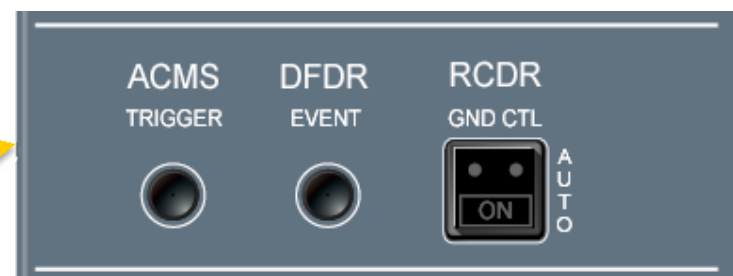 ACMS
TRIGGER
DFDR
EVENT
RCDR
GND CTL
ON
AUTO